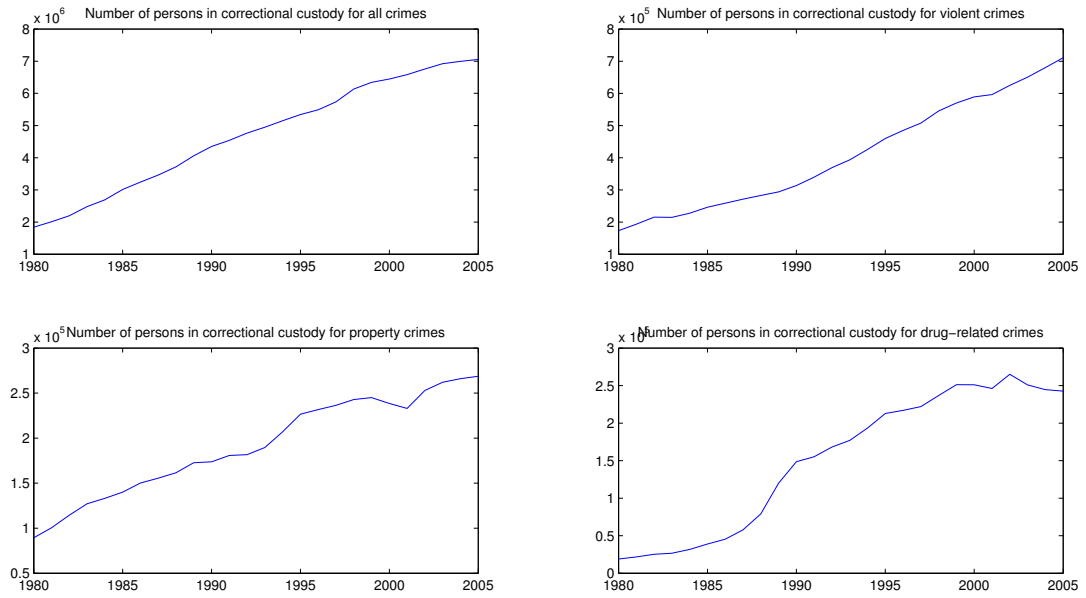 Number of persons in correctional custody for all crimes
x 10^6
8
7
6
5
4
3
2
1
1980 1985 1990 1995 2000 2005
Number of persons in correctional custody for violent crimes
x 10^5
8
7
6
5
4
3
2
1
1980 1985 1990 1995 2000 2005
Number of persons in correctional custody for property crimes
x 10^5
3
2.5
2
1.5
1
0.5
1980 1985 1990 1995 2000 2005
Number of persons in correctional custody for drug−related crimes
x 10^5
3
2.5
2
1.5
1
0.5
0
1980 1985 1990 1995 2000 2005